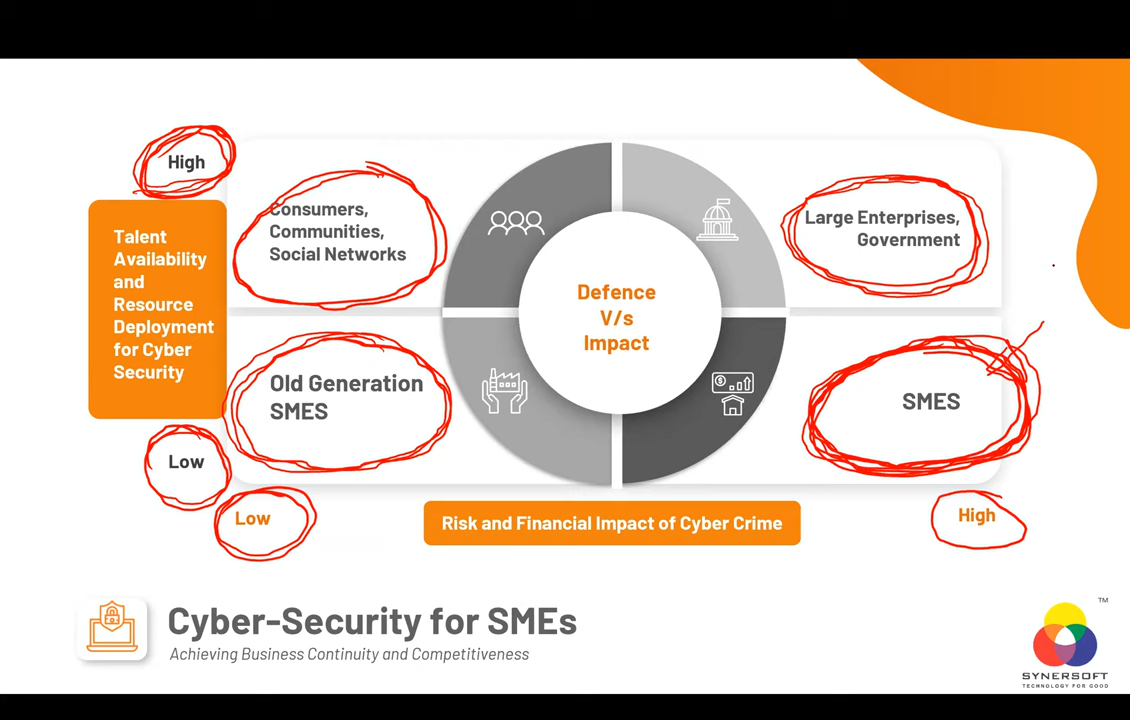 High
Consumers,
Communities,
Social Networks
Large Enterprises,
Government
Talent
Availability
and
Resource
Deployment
for Cyber
Security
Defence
V/s
Impact
Old Generation
SMES
SMES
Low
Low
Risk and Financial Impact of Cyber Crime
High
Cyber-Security for SMEs
Achieving Business Continuity and Competitiveness
TM
SYNERSOFT
TECHNOLOGY FOR GOOD